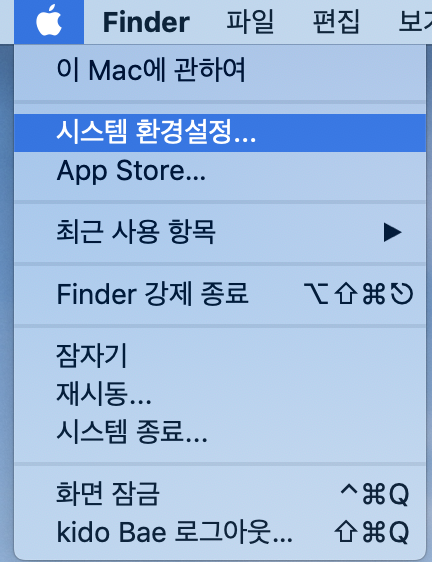 Finder 파일 편집
이 Mac에 관하여
시스템 환경설정...
App Store...
최근 사용 항목 ▶
Finder 강제 종료 ⌥⇧⌘⎋
잠자기
재시동...
시스템 종료...
화면 잠금 ^⌘Q
kido Bae 로그아웃... ⇧⌘Q